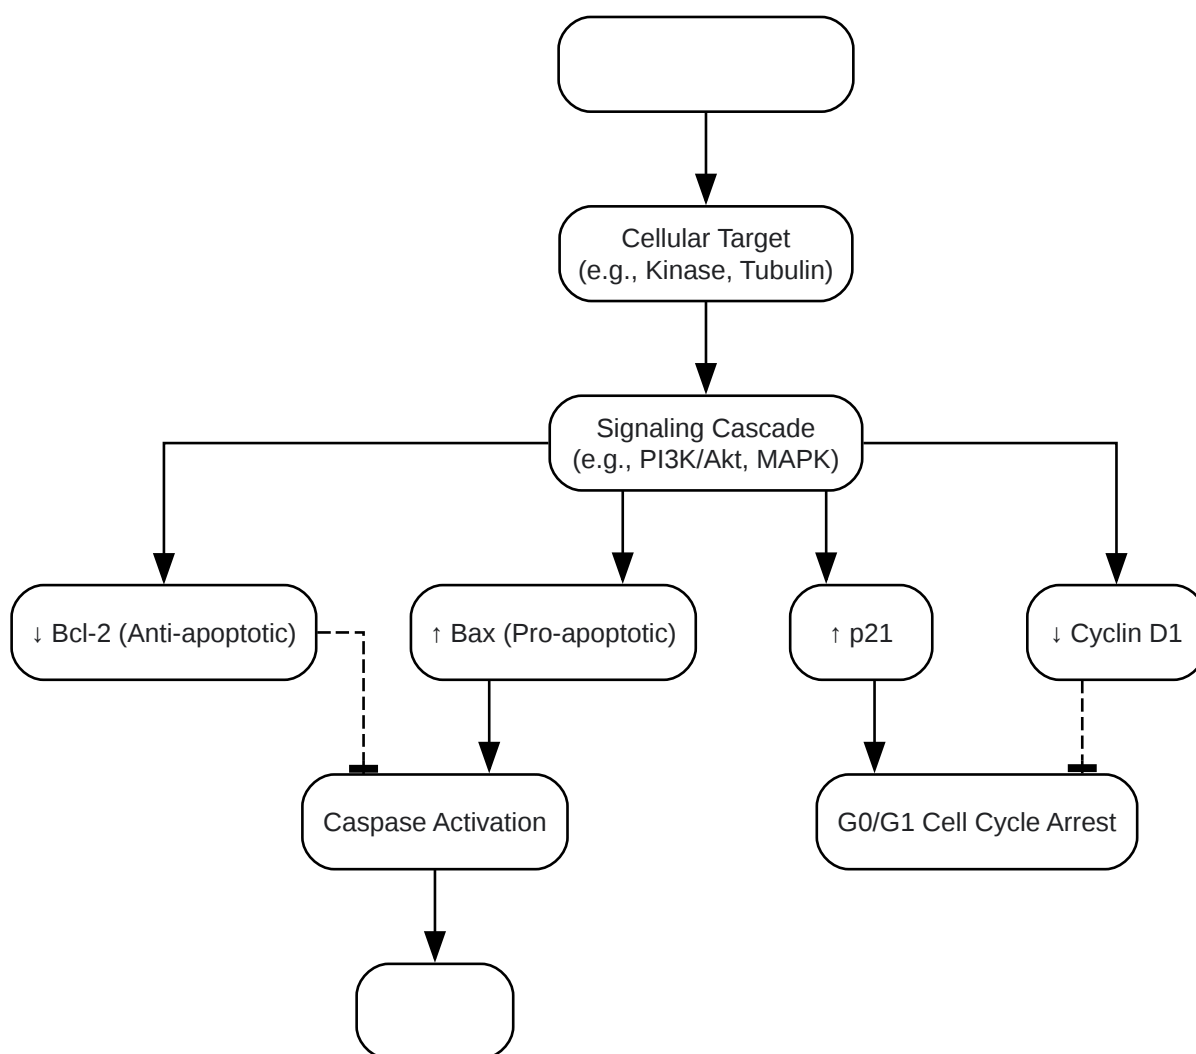 Cellular Target
(e.g., Kinase, Tubulin)
Signaling Cascade
(e.g., PI3K/Akt, MAPK)
↓ Bcl-2 (Anti-apoptotic)
↑ Bax (Pro-apoptotic)
↑ p21
↓ Cyclin D1
Caspase Activation
G0/G1 Cell Cycle Arrest